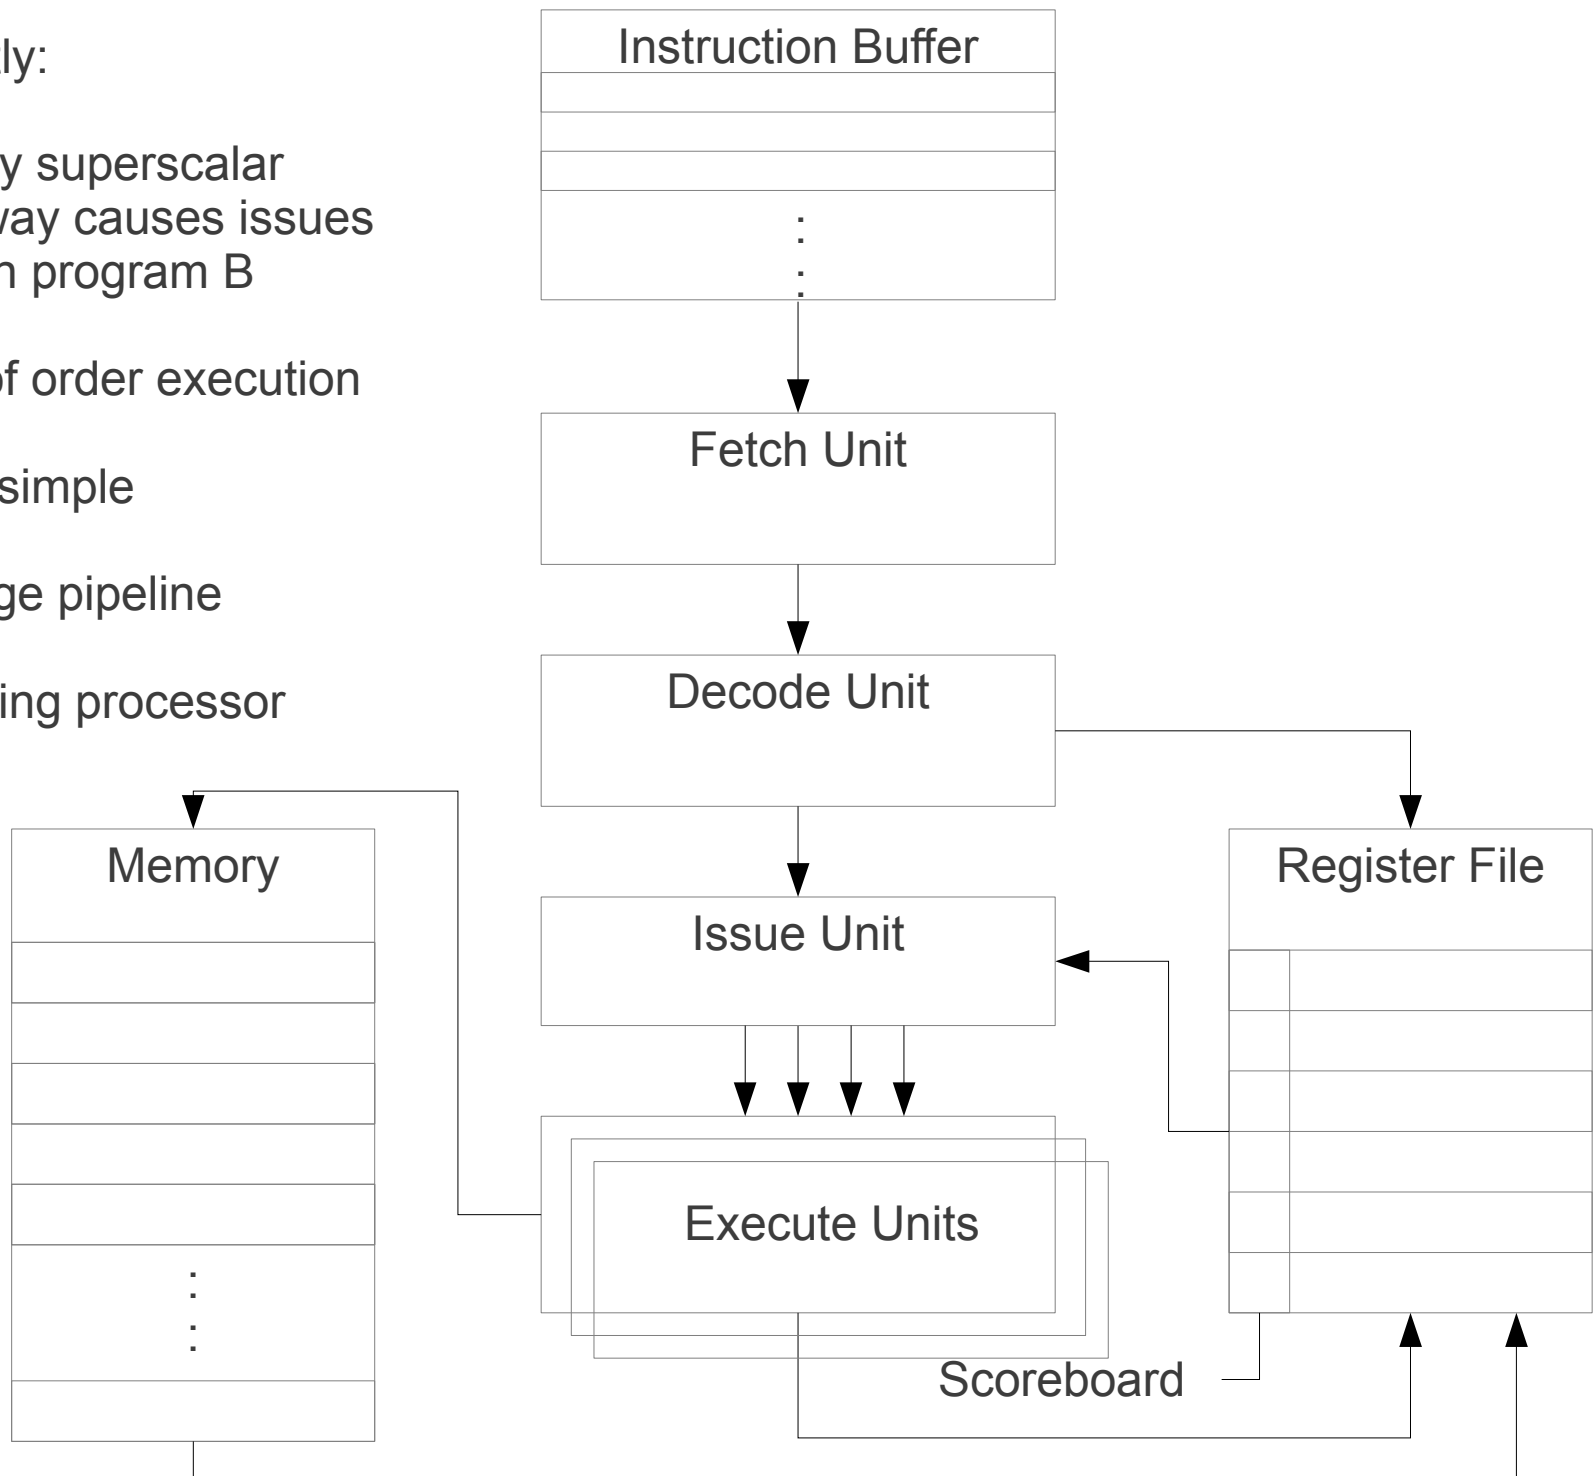 ly:
y superscalar
way causes issues
n program B
of order execution
simple
ge pipeline
ing processor
Instruction Buffer
Fetch Unit
Decode Unit
Memory
Issue Unit
Register File
Execute Units
Scoreboard